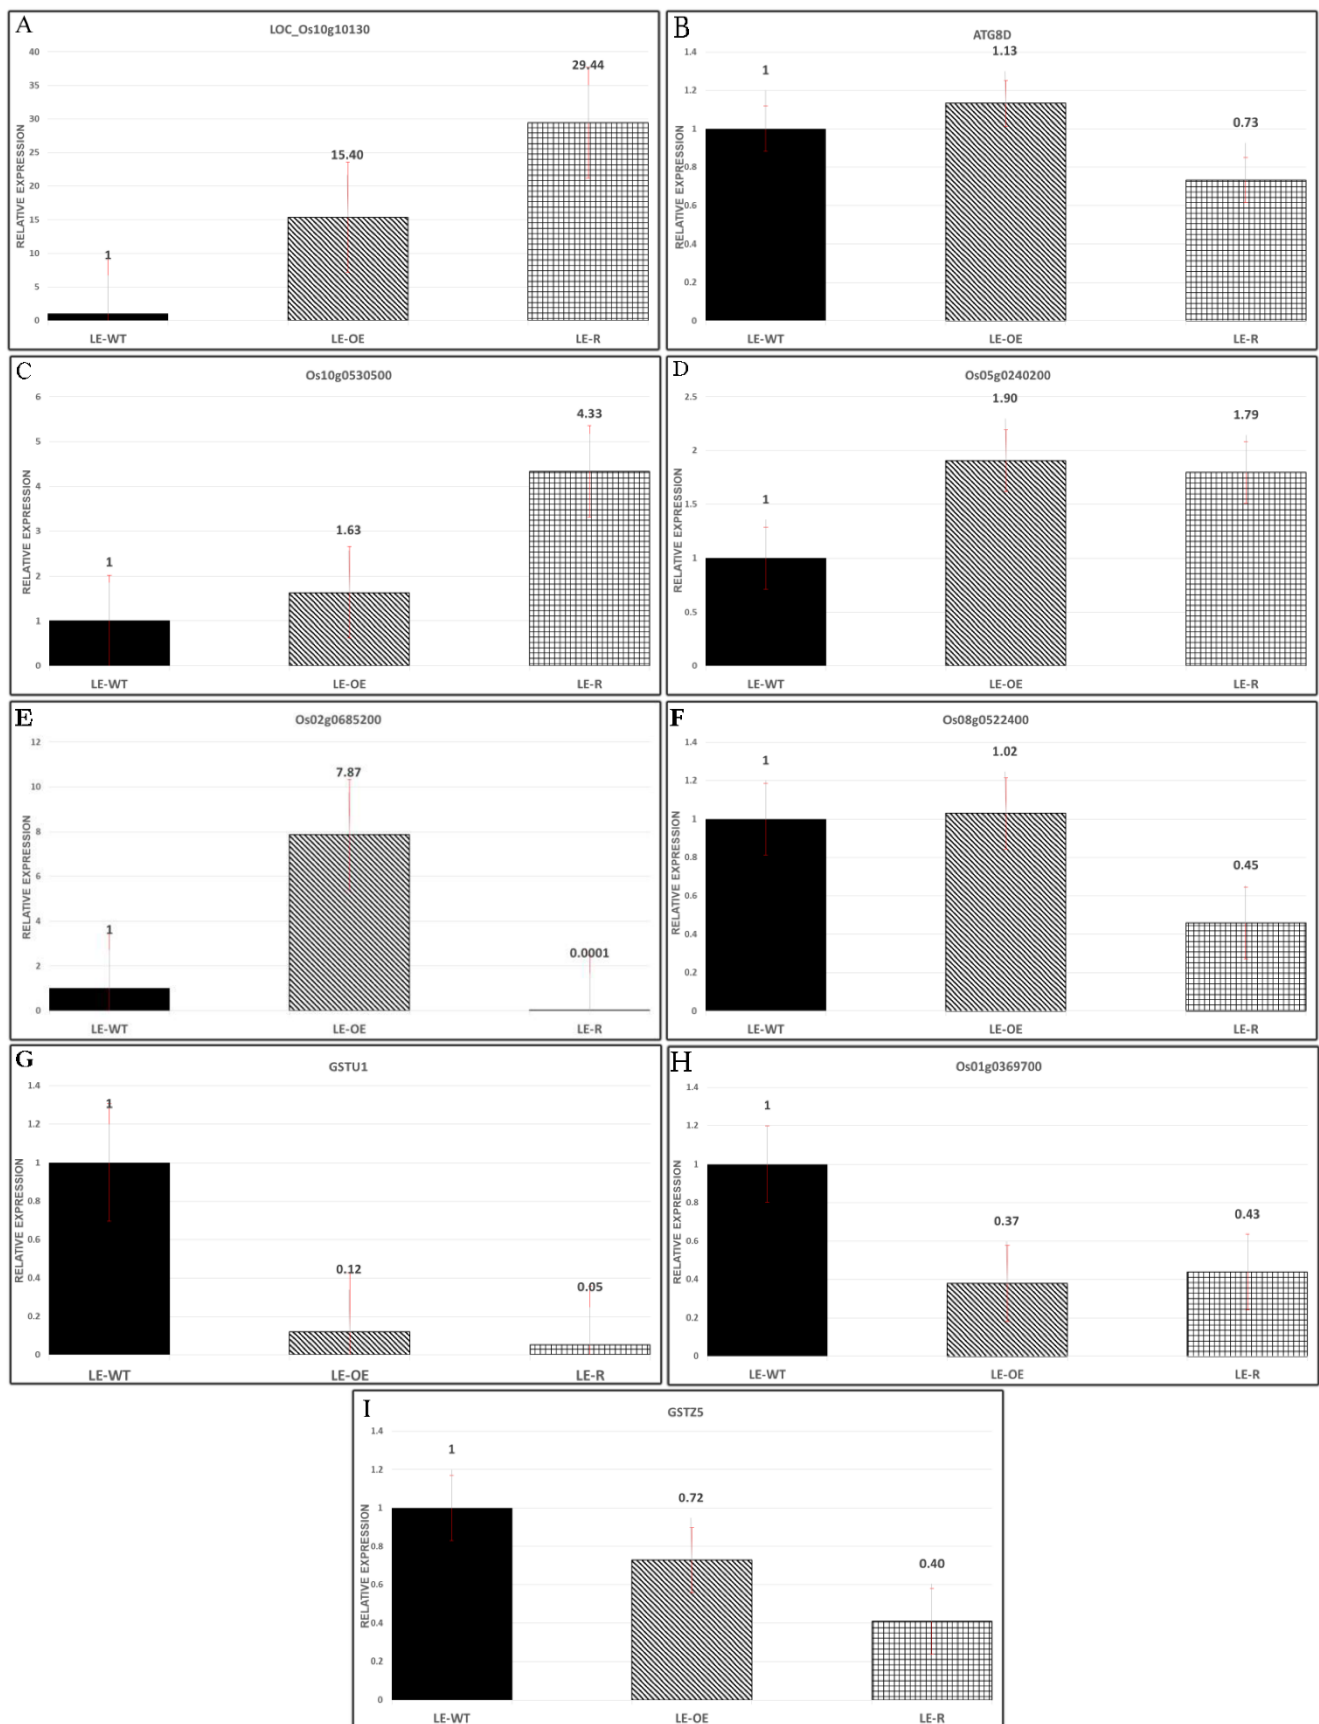 A
LOC_Os10g10130
RELATIVE EXPRESSION
40
35
30
25
20
15
10
5
0
1
15.40
29.44
LE-WT LE-OE LE-R
B
ATG8D
RELATIVE EXPRESSION
1.4
1.2
1
0.8
0.6
0.4
0.2
0
1
1.13
0.73
LE-WT LE-OE LE-R
C
Os10g0530500
RELATIVE EXPRESSION
6
5
4
3
2
1
0
1
1.63
4.33
LE-WT LE-OE LE-R
D
Os05g0240200
RELATIVE EXPRESSION
2.5
2
1.5
1
0.5
0
1
1.90
1.79
LE-WT LE-OE LE-R
E
Os02g0685200
RELATIVE EXPRESSION
12
10
8
6
4
2
0
1
7.87
0.0001
LE-WT LE-OE LE-R
F
Os08g0522400
RELATIVE EXPRESSION
1.4
1.2
1
0.8
0.6
0.4
0.2
0
1
1.02
0.45
LE-WT LE-OE LE-R
G
GSTU1
RELATIVE EXPRESSION
1.4
1.2
1
0.8
0.6
0.4
0.2
0
1
0.12
0.05
LE-WT LE-OE LE-R
H
Os01g0369700
RELATIVE EXPRESSION
1.4
1.2
1
0.8
0.6
0.4
0.2
0
1
0.37
0.43
LE-WT LE-OE LE-R
I
GSTZ5
RELATIVE EXPRESSION
1.4
1.2
1
0.8
0.6
0.4
0.2
0
1
0.72
0.40
LE-WT LE-OE LE-R